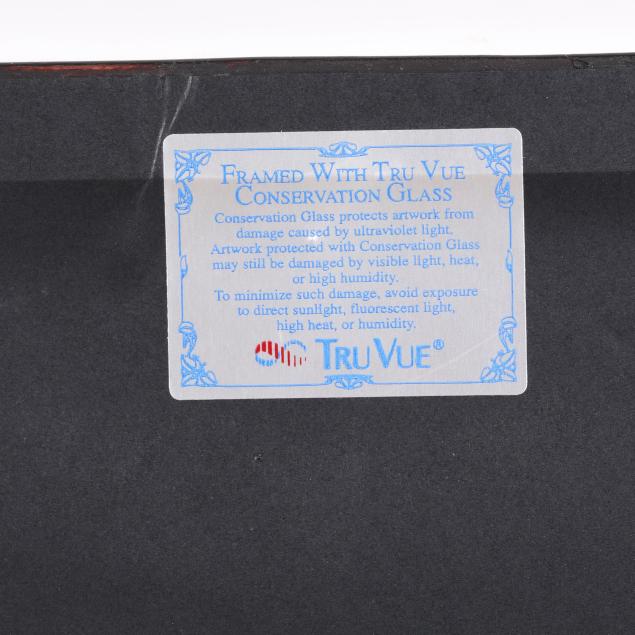 FRAMED WITH TRU VUE
CONSERVATION GLASS
Conservation Glass protects artwork from
damage caused by ultraviolet light.
Artwork protected with Conservation Glass
may still be damaged by visible light, heat,
or high humidity.
To minimize such damage, avoid exposure
to direct sunlight, fluorescent light,
high heat, or humidity.
TRU VUE®